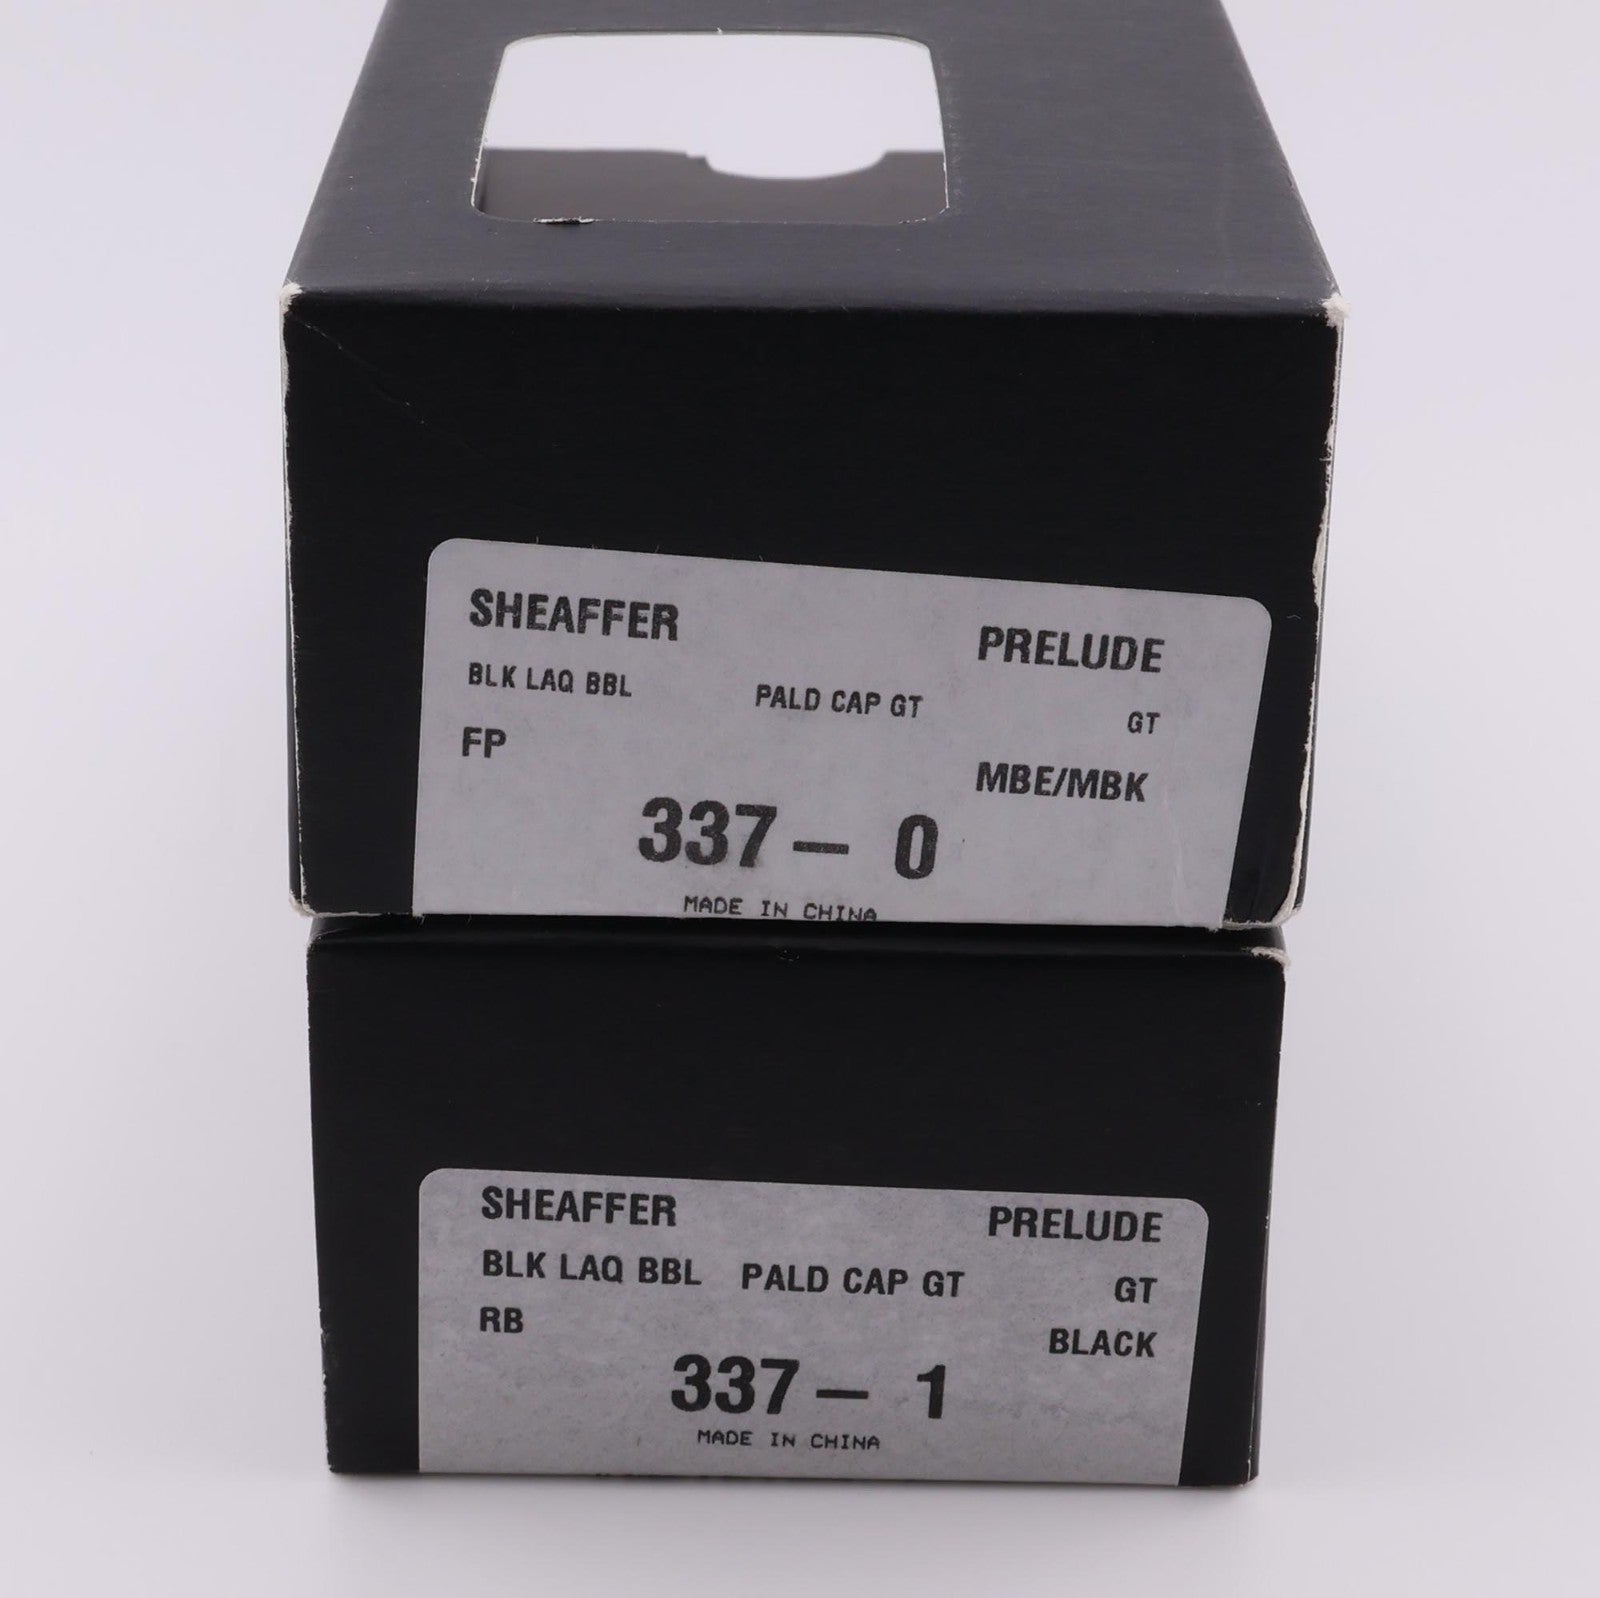 SHEAFFER PRELUDE
BLK LAQ BBL PALD CAP GT GT
FP MBE/MBK
337 - 0
MADE IN CHINA
SHEAFFER PRELUDE
BLK LAQ BBL PALD CAP GT GT
RB BLACK
337 - 1
MADE IN CHINA